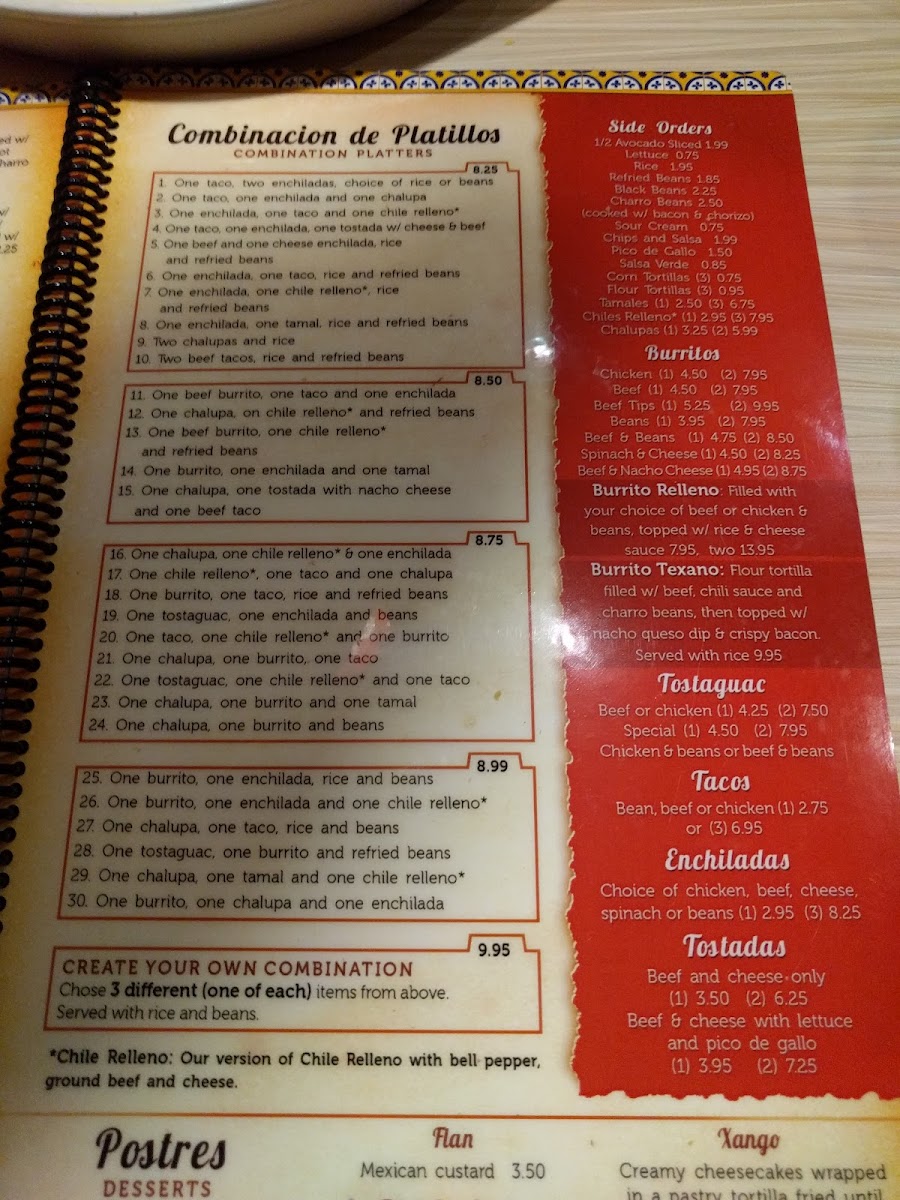 ed w/
ot
harro
w/
w/
.25
Combinacion de Platillos
COMBINATION PLATTERS
8.25
1. One taco, two enchiladas, choice of rice or beans
2. One taco, one enchilada and one chalupa
3. One enchilada, one taco and one chile relleno*
4. One taco, one enchilada, one tostada w/ cheese & beef
5. One beef and one cheese enchilada, rice
and refried beans
6. One enchilada, one taco, rice and refried beans
7. One enchilada, one chile relleno*, rice
and refried beans
8. One enchilada, one tamal, rice and refried beans
9. Two chalupas and rice
10. Two beef tacos, rice and refried beans
8.50
11. One beef burrito, one taco and one enchilada
12. One chalupa, on chile relleno* and refried beans
13. One beef burrito, one chile relleno*
and refried beans
14. One burrito, one enchilada and one tamal
15. One chalupa, one tostada with nacho cheese
and one beef taco
8.75
16. One chalupa, one chile relleno* & one enchilada
17. One chile relleno*, one taco and one chalupa
18. One burrito, one taco, rice and refried beans
19. One tostaguac, one enchilada and beans
20. One taco, one chile relleno* and one burrito
21. One chalupa, one burrito, one taco
22. One tostaguac, one chile relleno* and one taco
23. One chalupa, one burrito and one tamal
24. One chalupa, one burrito and beans
8.99
25. One burrito, one enchilada, rice and beans
26. One burrito, one enchilada and one chile relleno*
27. One chalupa, one taco, rice and beans
28. One tostaguac, one burrito and refried beans
29. One chalupa, one tamal and one chile relleno*
30. One burrito, one chalupa and one enchilada
9.95
CREATE YOUR OWN COMBINATION
Chose 3 different (one of each) items from above.
Served with rice and beans.
*Chile Relleno: Our version of Chile Relleno with bell pepper,
ground beef and cheese.
Side Orders
1/2 Avocado Sliced 1.99
Lettuce 0.75
Rice 1.95
Refried Beans 1.85
Black Beans 2.25
Charro Beans 2.50
(cooked w/ bacon & chorizo)
Sour Cream 0.75
Chips and Salsa 1.99
Pico de Gallo 1.50
Salsa Verde 0.85
Corn Tortillas (3) 0.75
Flour Tortillas (3) 0.95
Tamales (1) 2.50 (3) 6.75
Chiles Relleno* (1) 2.95 (3) 7.95
Chalupas (1) 3.25 (2) 5.99
Burritos
Chicken (1) 4.50 (2) 7.95
Beef (1) 4.50 (2) 7.95
Beef Tips (1) 5.25 (2) 9.95
Beans (1) 3.95 (2) 7.95
Beef & Beans (1) 4.75 (2) 8.50
Spinach & Cheese (1) 4.50 (2) 8.25
Beef & Nacho Cheese (1) 4.95 (2) 8.75
Burrito Relleno: Filled with
your choice of beef or chicken &
beans, topped w/ rice & cheese
sauce 7.95, two 13.95
Burrito Texano: Flour tortilla
filled w/ beef, chili sauce and
charro beans, then topped w/
nacho queso dip & crispy bacon.
Served with rice 9.95
Tostaguac
Beef or chicken (1) 4.25 (2) 7.50
Special (1) 4.50 (2) 7.95
Chicken & beans or beef & beans
Tacos
Bean, beef or chicken (1) 2.75
or (3) 6.95
Enchiladas
Choice of chicken, beef, cheese,
spinach or beans (1) 2.95 (3) 8.25
Tostadas
Beef and cheese only
(1) 3.50 (2) 6.25
Beef & cheese with lettuce
and pico de gallo
(1) 3.95 (2) 7.25
Postres
DESSERTS
Flan
Mexican custard 3.50
Xango
Creamy cheesecakes wrapped
in a pastry tortilla fried until